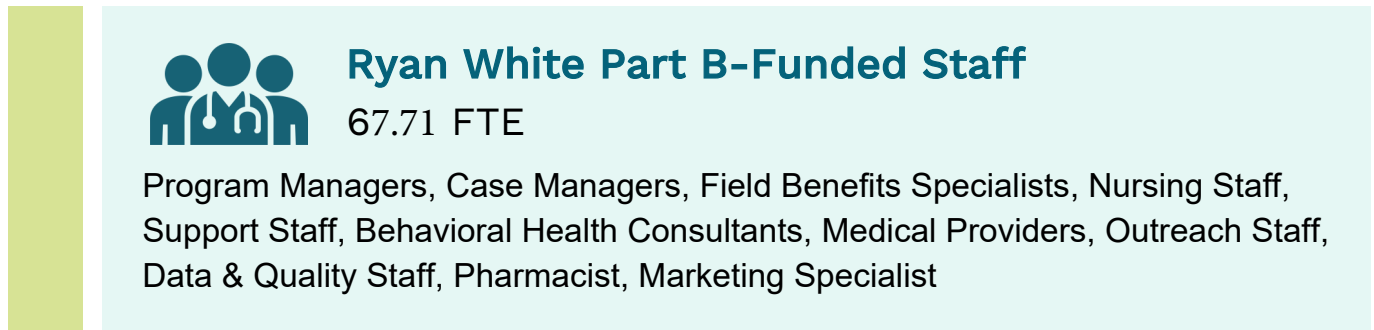 Ryan White Part B-Funded Staff
67.71 FTE
Program Managers, Case Managers, Field Benefits Specialists, Nursing Staff,
Support Staff, Behavioral Health Consultants, Medical Providers, Outreach Staff,
Data & Quality Staff, Pharmacist, Marketing Specialist